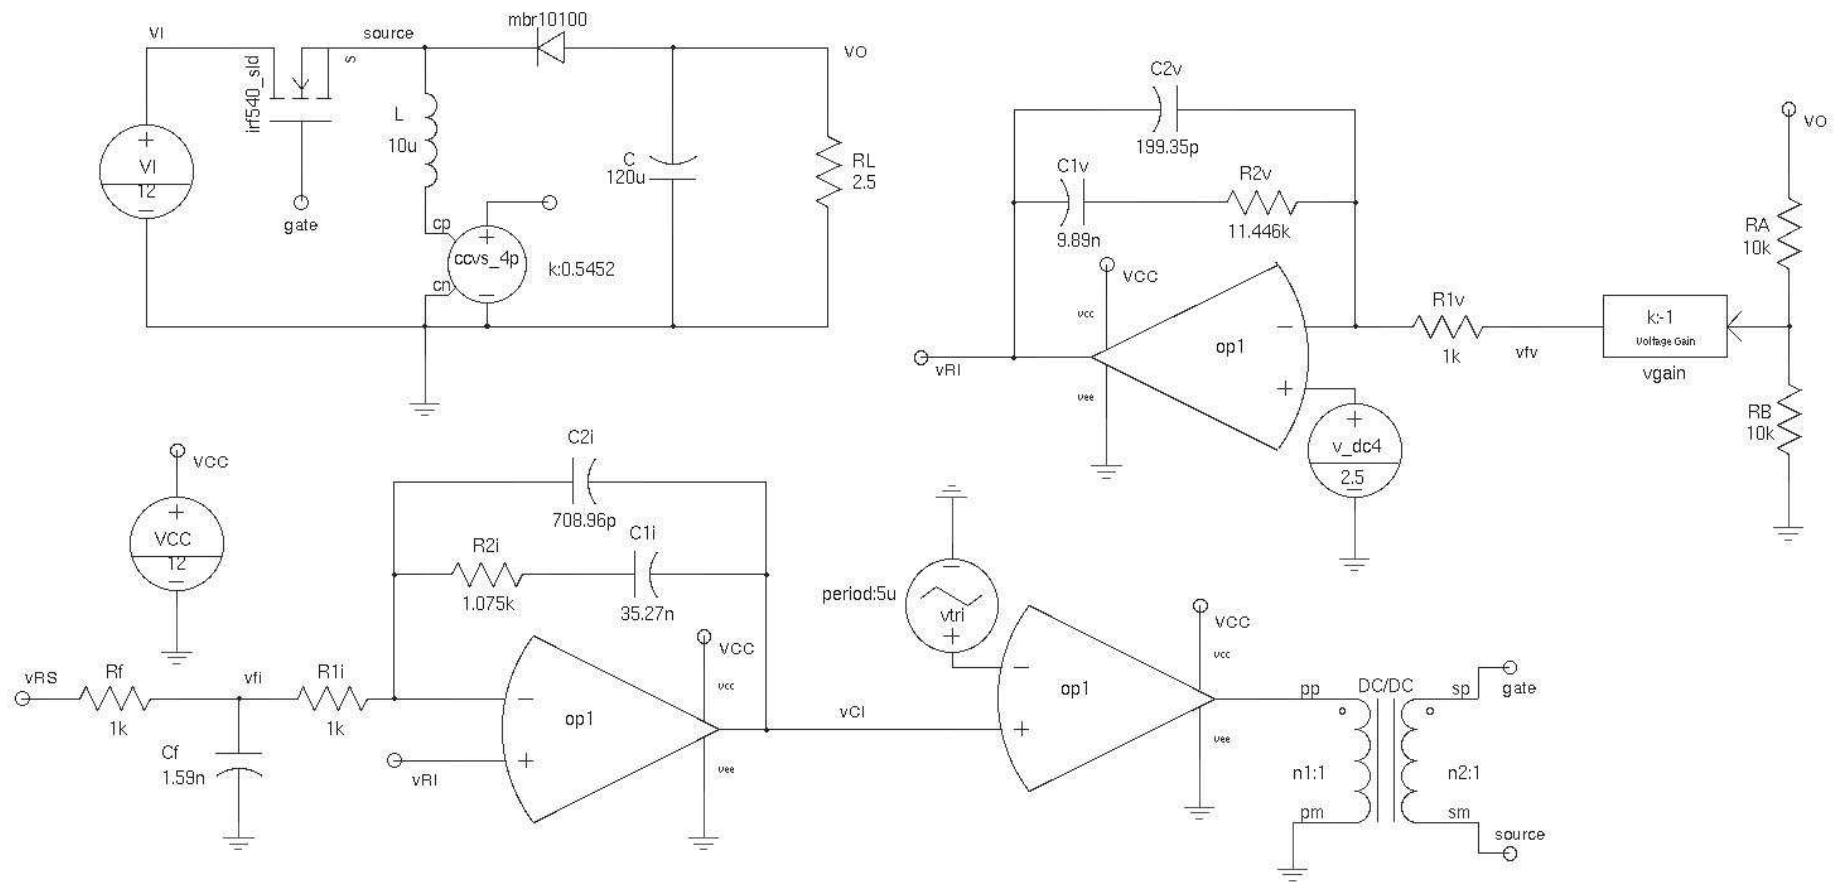 mbr10100
VI
source
s
VO
irf540_sld
+
VI
12
−
gate
L
10u
C
120u
RL
2.5
cp
+
ccvs_4p
−
cn
k:0.5452
C2v
199.35p
C1v
9.89n
R2v
11.446k
VCC
vcc
vee
op1
−
+
vRI
R1v
1k
vfv
k:-1
Voltage Gain
vgain
VO
RA
10k
RB
10k
+
v_dc4
2.5
−
VCC
+
VCC
12
−
C2i
708.96p
R2i
1.075k
C1i
35.27n
vRS
Rf
1k
vfi
R1i
1k
Cf
1.59n
−
op1
+
vRI
VCC
vcc
vee
vCI
period:5u
−
vtri
+
−
op1
+
VCC
vcc
vee
pp
DC/DC
sp
gate
n1:1
n2:1
pm
sm
source